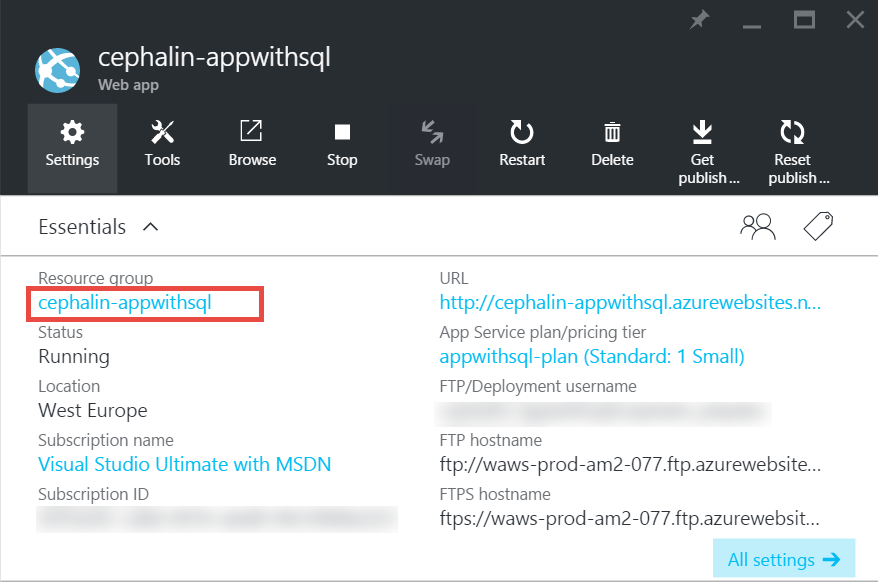 cephalin-appwithsql
Web app
Settings
Tools
Browse
Stop
Swap
Restart
Delete
Get
publish ...
Reset
publish ...
Essentials
Resource group
cephalin-appwithsql
Status
Running
Location
West Europe
Subscription name
Visual Studio Ultimate with MSDN
Subscription ID
URL
http://cephalin-appwithsql.azurewebsites.n...
App Service plan/pricing tier
appwithsql-plan (Standard: 1 Small)
FTP/Deployment username
FTP hostname
ftp://waws-prod-am2-077.ftp.azurewebsite...
FTPS hostname
ftps://waws-prod-am2-077.ftp.azurewebsit...
All settings